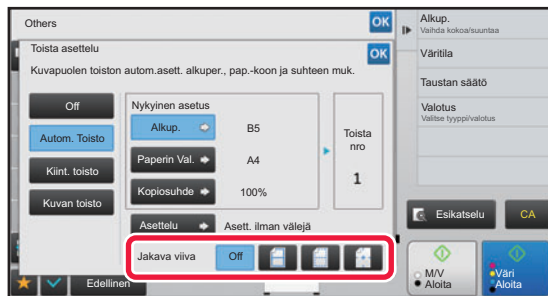 Others
OK
Toista asettelu
OK
Kuvapuolen toiston autom.asett. alkuper., pap.-koon ja suhteen muk.
Off
Autom. Toisto
Kiint. toisto
Kuvan toisto
Nykyinen asetus
Alkup.
B5
Paperin Val.
A4
Kopiosuhde
100%
Toista
nro
1
Asettelu
Asett. ilman välejä
Jakava viiva
Off
Edellinen
Alkup.
Vaihda kokoa/suuntaa
Väritila
Taustan säätö
Valotus
Valitse tyyppi/valotus
Esikatselu
CA
M/V
Aloita
Väri
Aloita